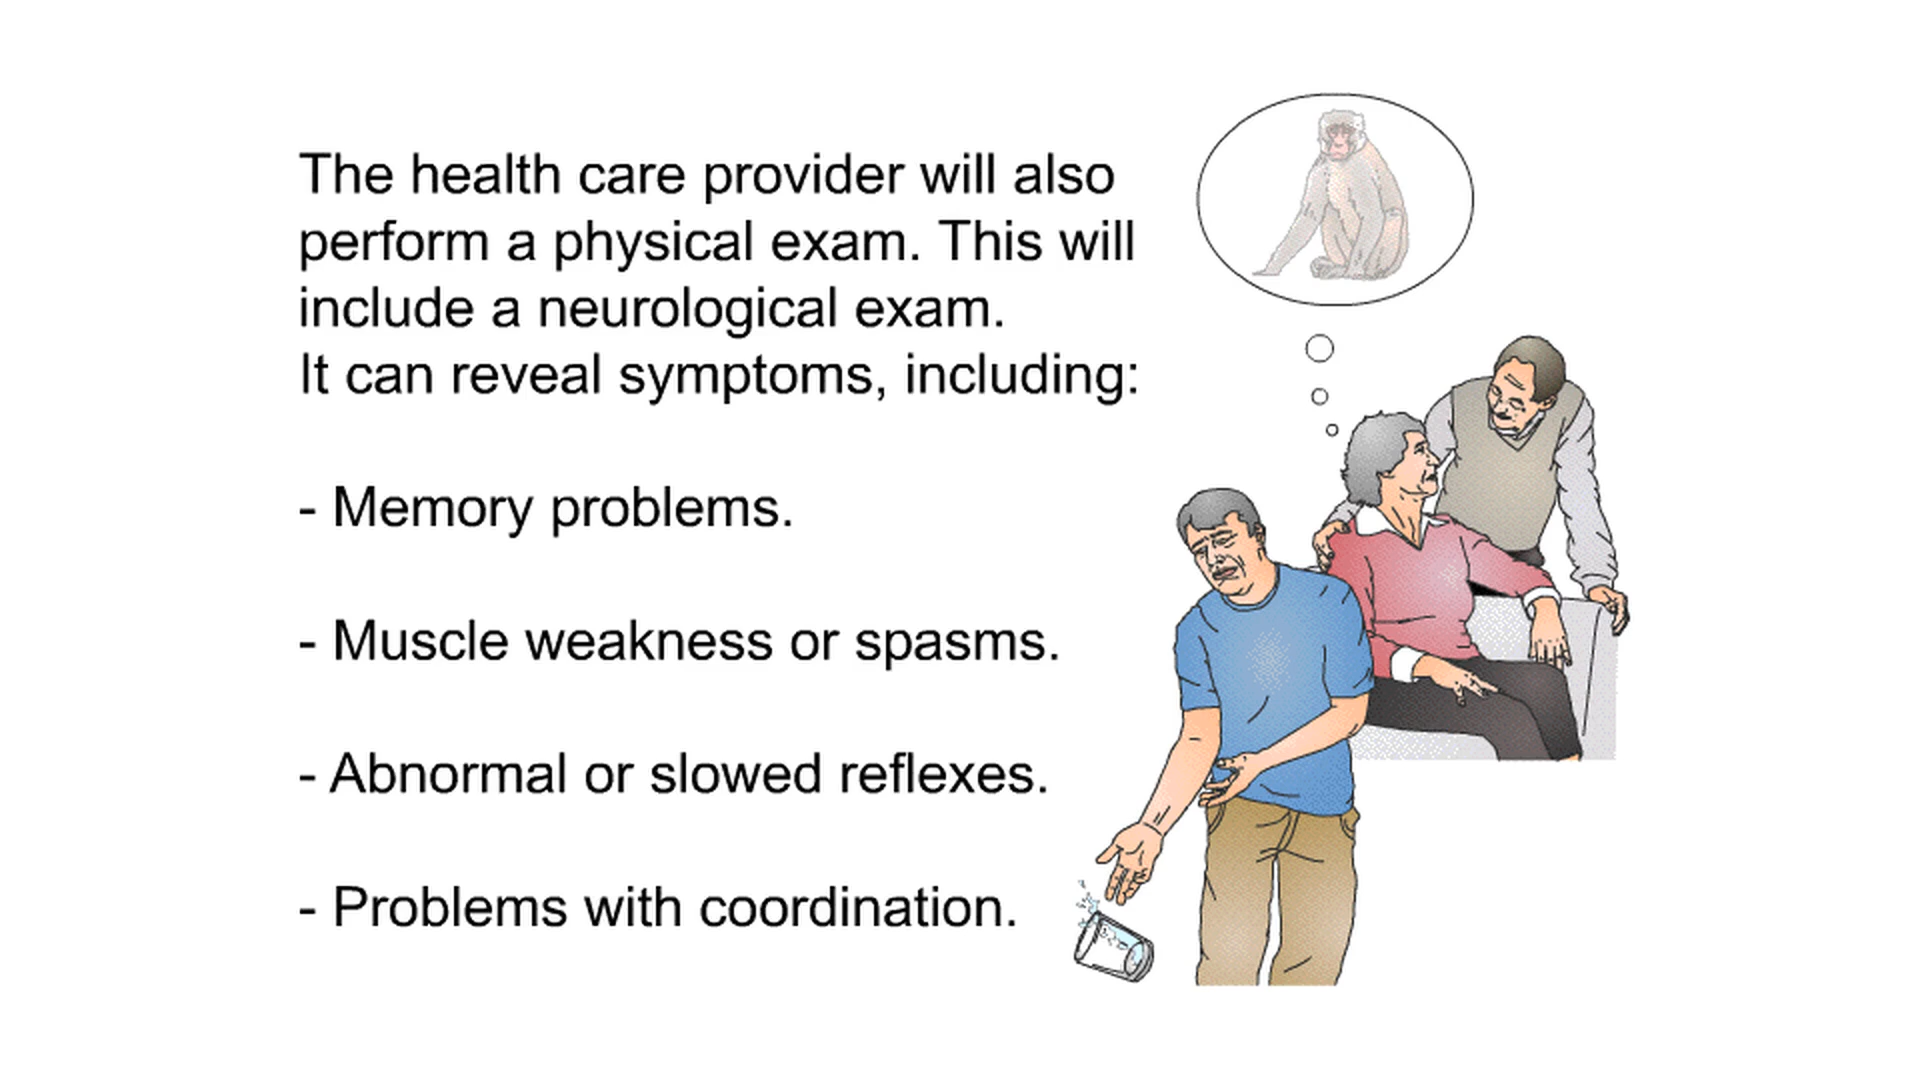 The health care provider will also
perform a physical exam. This will
include a neurological exam.
It can reveal symptoms, including:
- Memory problems.
- Muscle weakness or spasms.
- Abnormal or slowed reflexes.
- Problems with coordination.